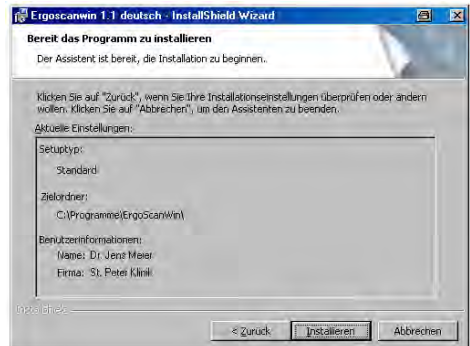 Ergoscanwin 1.1 deutsch - InstallShield Wizard
Bereit das Programm zu installieren
Der Assistent ist bereit, die Installation zu beginnen.
Klicken Sie auf "Zurück", wenn Sie Ihre Installationseinstellungen überprüfen oder ändern
wollen. Klicken Sie auf "Abbrechen", um den Assistenten zu beenden.
Aktuelle Einstellungen:
Setuptyp:
Standard
Zielordner:
C:\Programme\ErgoScanWin\
Benutzerinformationen:
Name: Dr. Jens Meier
Firma: St. Peter Klinik
InstallShield
< Zurück Installieren Abbrechen